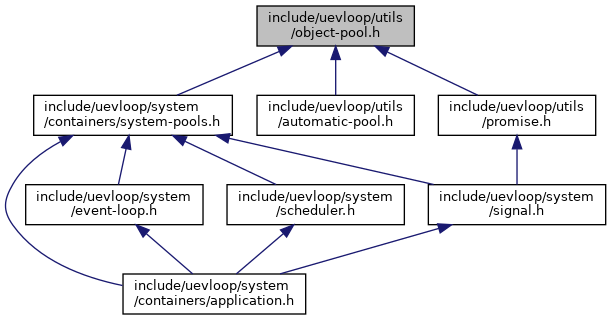 include/uevloop/utils
/object-pool.h
include/uevloop/system
/containers/system-pools.h
include/uevloop/utils
/automatic-pool.h
include/uevloop/utils
/promise.h
include/uevloop/system
/event-loop.h
include/uevloop/system
/scheduler.h
include/uevloop/system
/signal.h
include/uevloop/system
/containers/application.h